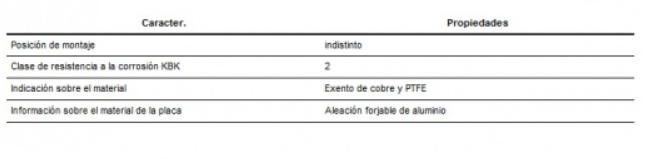 Caracter. Propiedades
Posición de montaje indistinto
Clase de resistencia a la corrosión KBK 2
Indicación sobre el material Exento de cobre y PTFE
Información sobre el material de la placa Aleación forjable de aluminio